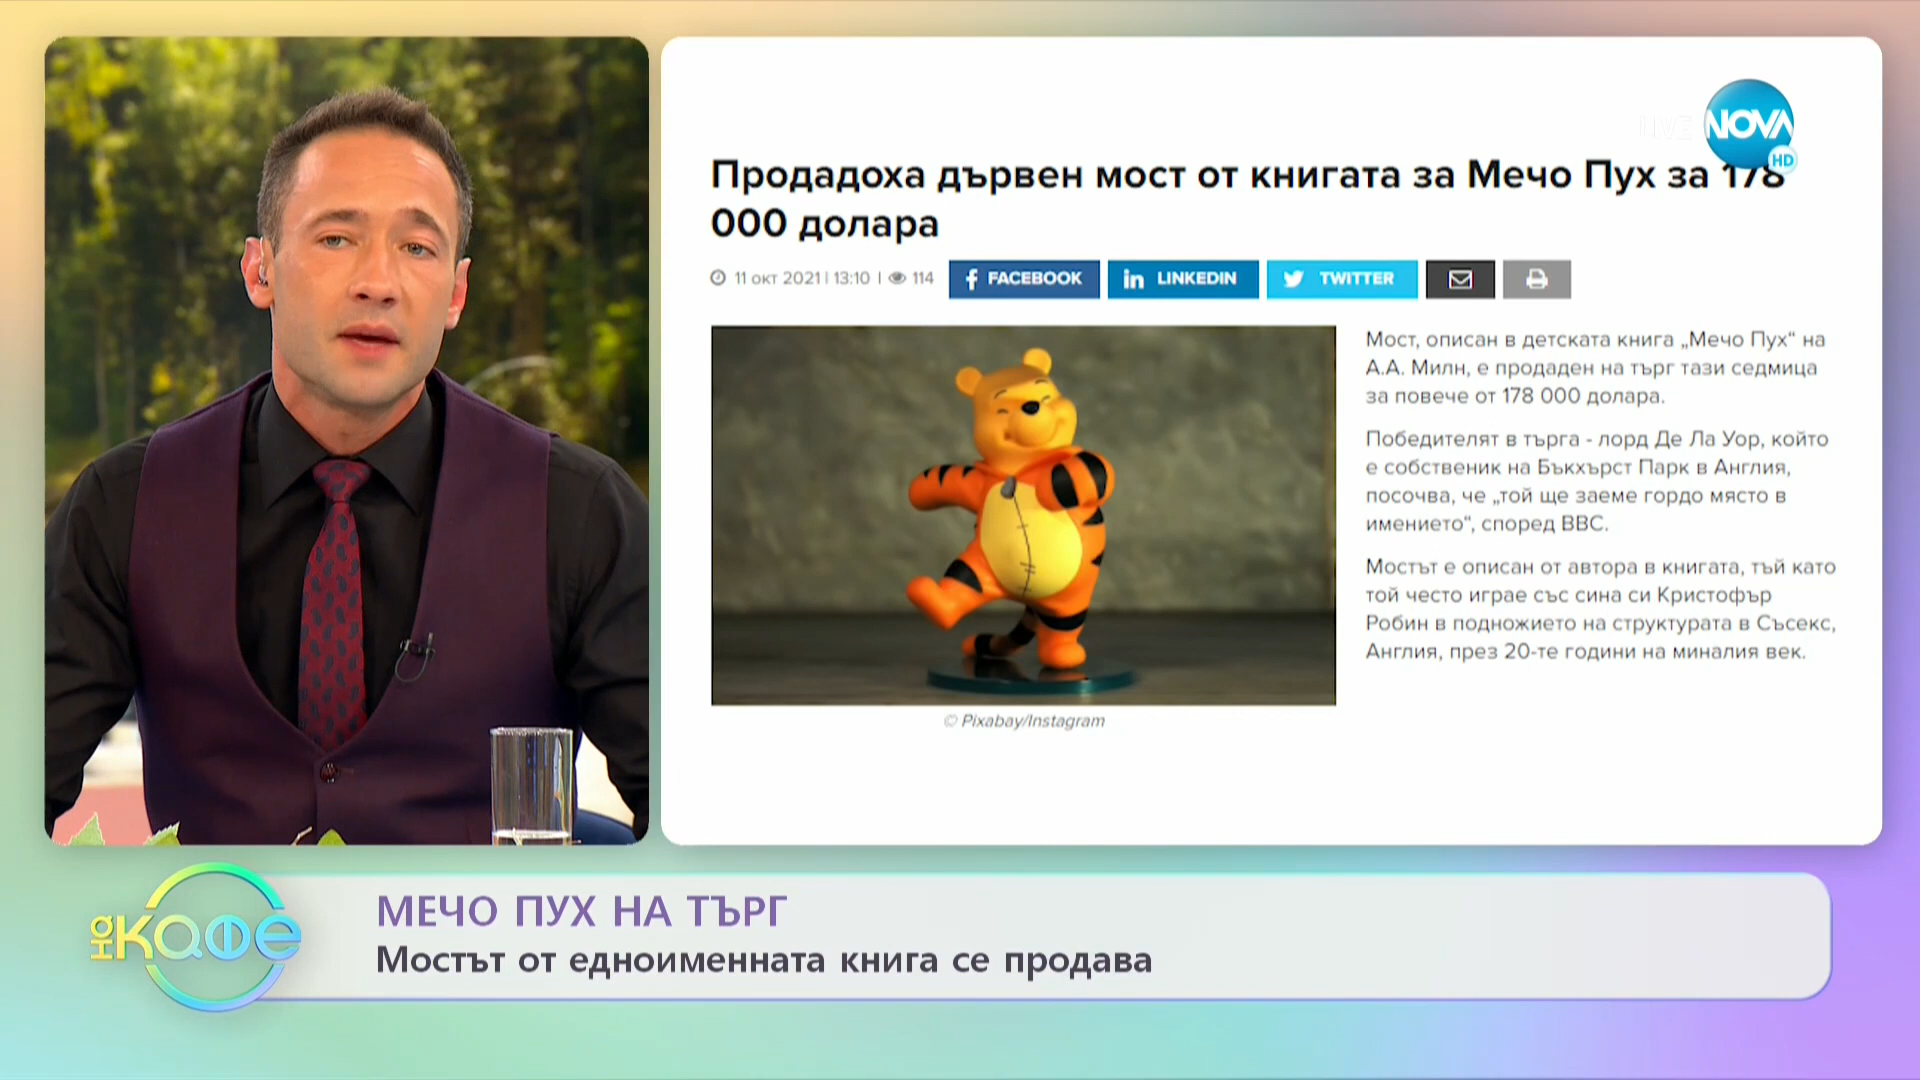 LIVE
NOVA
HD
Продадоха дървен мост от книгата за Мечо Пух за 178
000 долара
11 окт 2021 | 13:10 | 114
FACEBOOK
LINKEDIN
TWITTER
Мост, описан в детската книга „Мечо Пух“ на
А.А. Милн, е продаден на търг тази седмица
за повече от 178 000 долара.
Победителят в търга - лорд Де Ла Уор, който
е собственик на Бъкхърст Парк в Англия,
посочва, че „той ще заеме гордо място в
имението“, според BBC.
Мостът е описан от автора в книгата, тъй като
той често играе със сина си Кристофър
Робин в подножието на структурата в Съсекс,
Англия, през 20-те години на миналия век.
© Pixabay/Instagram
на кафе
МЕЧО ПУХ НА ТЪРГ
Мостът от едноименната книга се продава